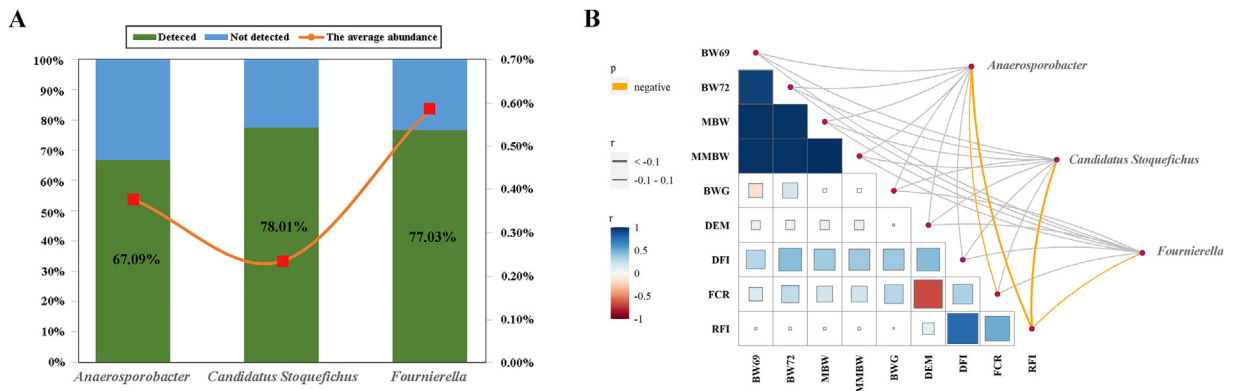 A
Deteced
Not detected
The average abundance
100%
90%
80%
70%
60%
50%
40%
30%
20%
10%
0%
0.70%
0.60%
0.50%
0.40%
0.30%
0.20%
0.10%
0.00%
67.09%
78.01%
77.03%
Anaerosporobacter
Candidatus Stoquefichus
Fournierella
B
p
negative
r
< -0.1
-0.1 - 0.1
r
1
0.5
0.0
-0.5
-1
BW69
BW72
MBW
MMBW
BWG
DEM
DFI
FCR
RFI
BW69
BW72
MBW
MMBW
BWG
DEM
DFI
FCR
RFI
Anaerosporobacter
Candidatus Stoquefichus
Fournierella